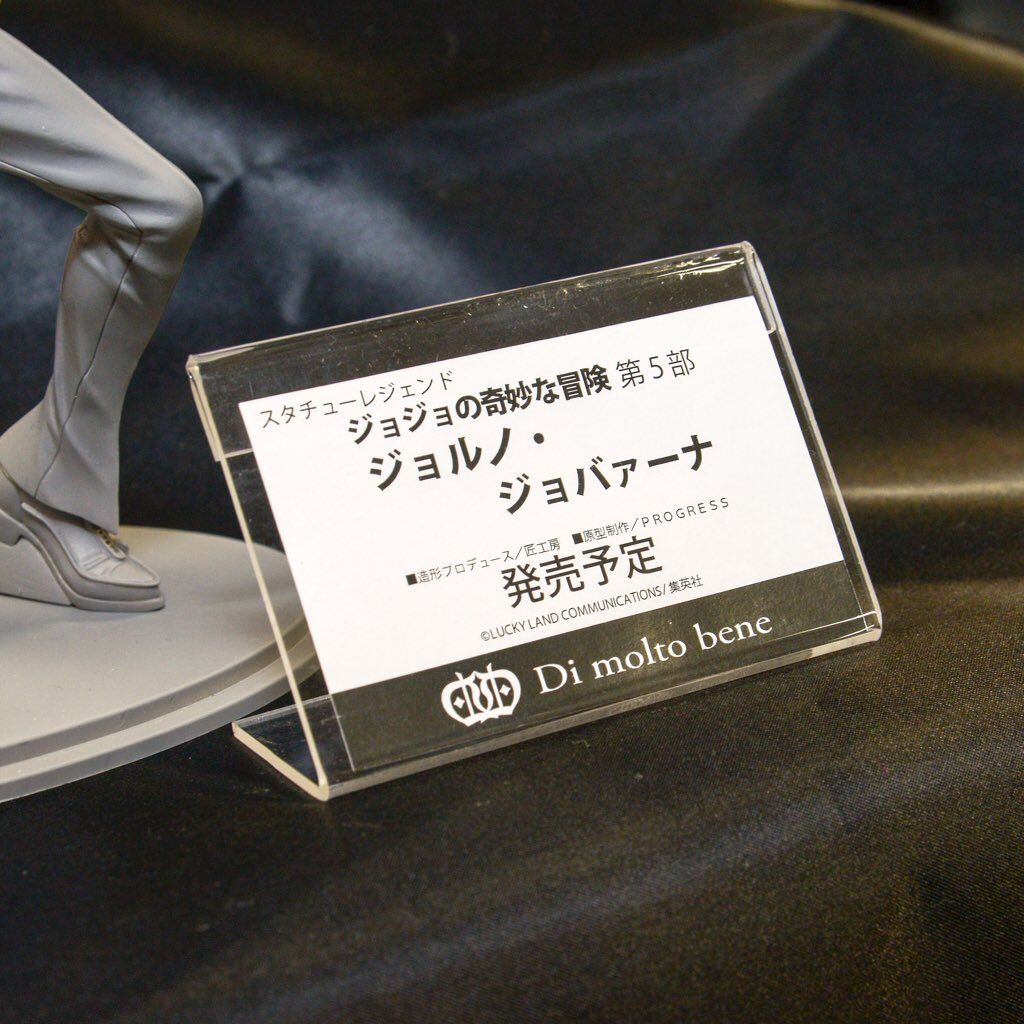 スタチューレジェンド
ジョジョの奇妙な冒険 第5部
ジョルノ・
ジョバァーナ
■造形プロデュース/匠工房 ■原型制作/PROGRESS
発売予定
©LUCKY LAND COMMUNICATIONS/集英社
Di molto bene